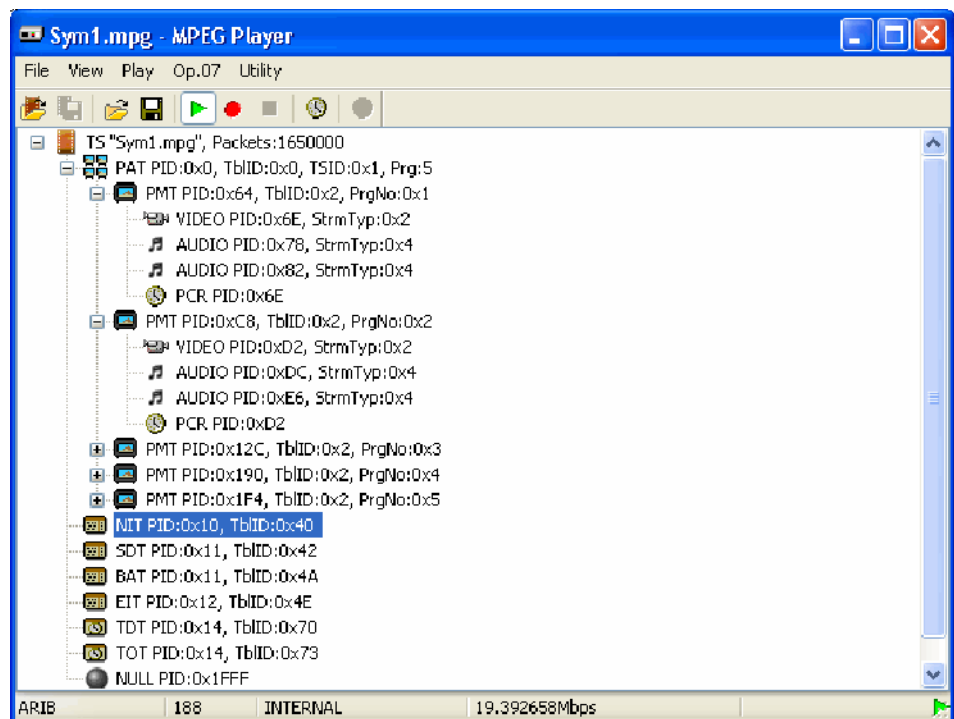 Sym1.mpg - MPEG Player
File View Play Op.07 Utility
TS "Sym1.mpg", Packets:1650000
PAT PID:0x0, TblID:0x0, TSID:0x1, Prg:5
PMT PID:0x64, TblID:0x2, PrgNo:0x1
VIDEO PID:0x6E, StrmTyp:0x2
AUDIO PID:0x78, StrmTyp:0x4
AUDIO PID:0x82, StrmTyp:0x4
PCR PID:0x6E
PMT PID:0xC8, TblID:0x2, PrgNo:0x2
VIDEO PID:0xD2, StrmTyp:0x2
AUDIO PID:0xDC, StrmTyp:0x4
AUDIO PID:0xE6, StrmTyp:0x4
PCR PID:0xD2
PMT PID:0x12C, TblID:0x2, PrgNo:0x3
PMT PID:0x190, TblID:0x2, PrgNo:0x4
PMT PID:0x1F4, TblID:0x2, PrgNo:0x5
NIT PID:0x10, TblID:0x40
SDT PID:0x11, TblID:0x42
BAT PID:0x11, TblID:0x4A
EIT PID:0x12, TblID:0x4E
TDT PID:0x14, TblID:0x70
TOT PID:0x14, TblID:0x73
NULL PID:0x1FFF
ARIB 188 INTERNAL 19.392658Mbps